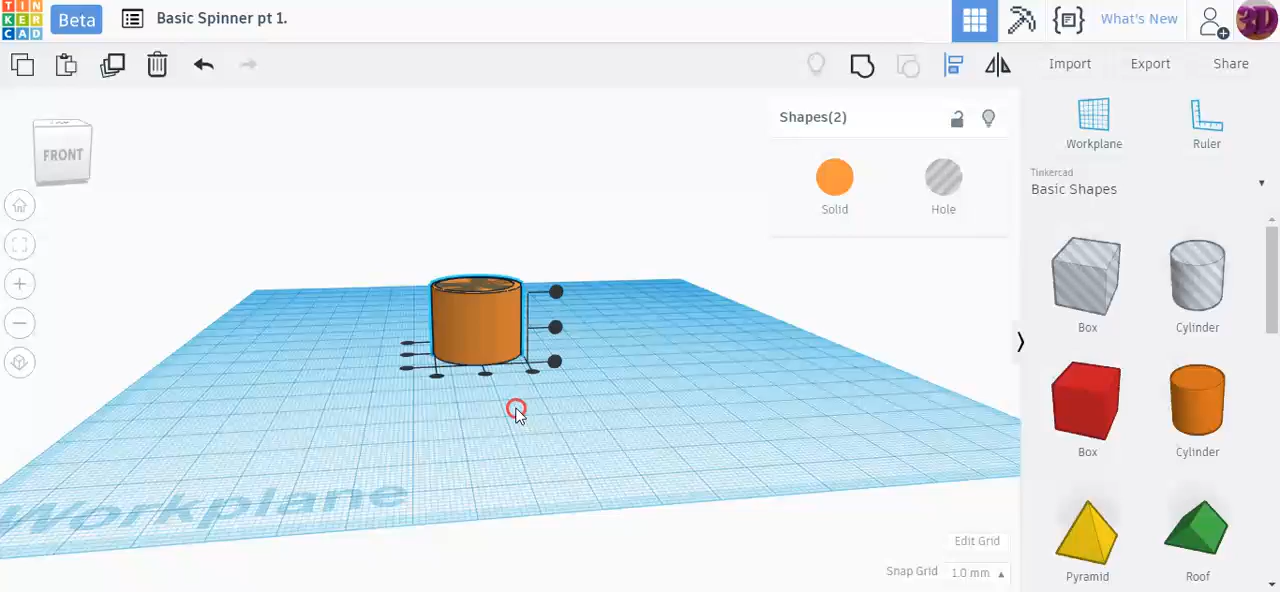 TIN
KER
CAD
Beta
Basic Spinner pt 1.
What's New
3D
Import
Export
Share
FRONT
Shapes(2)
Solid
Hole
Workplane
Ruler
Tinkercad
Basic Shapes
Box
Cylinder
Box
Cylinder
Pyramid
Roof
Workplane
Edit Grid
Snap Grid 1.0 mm